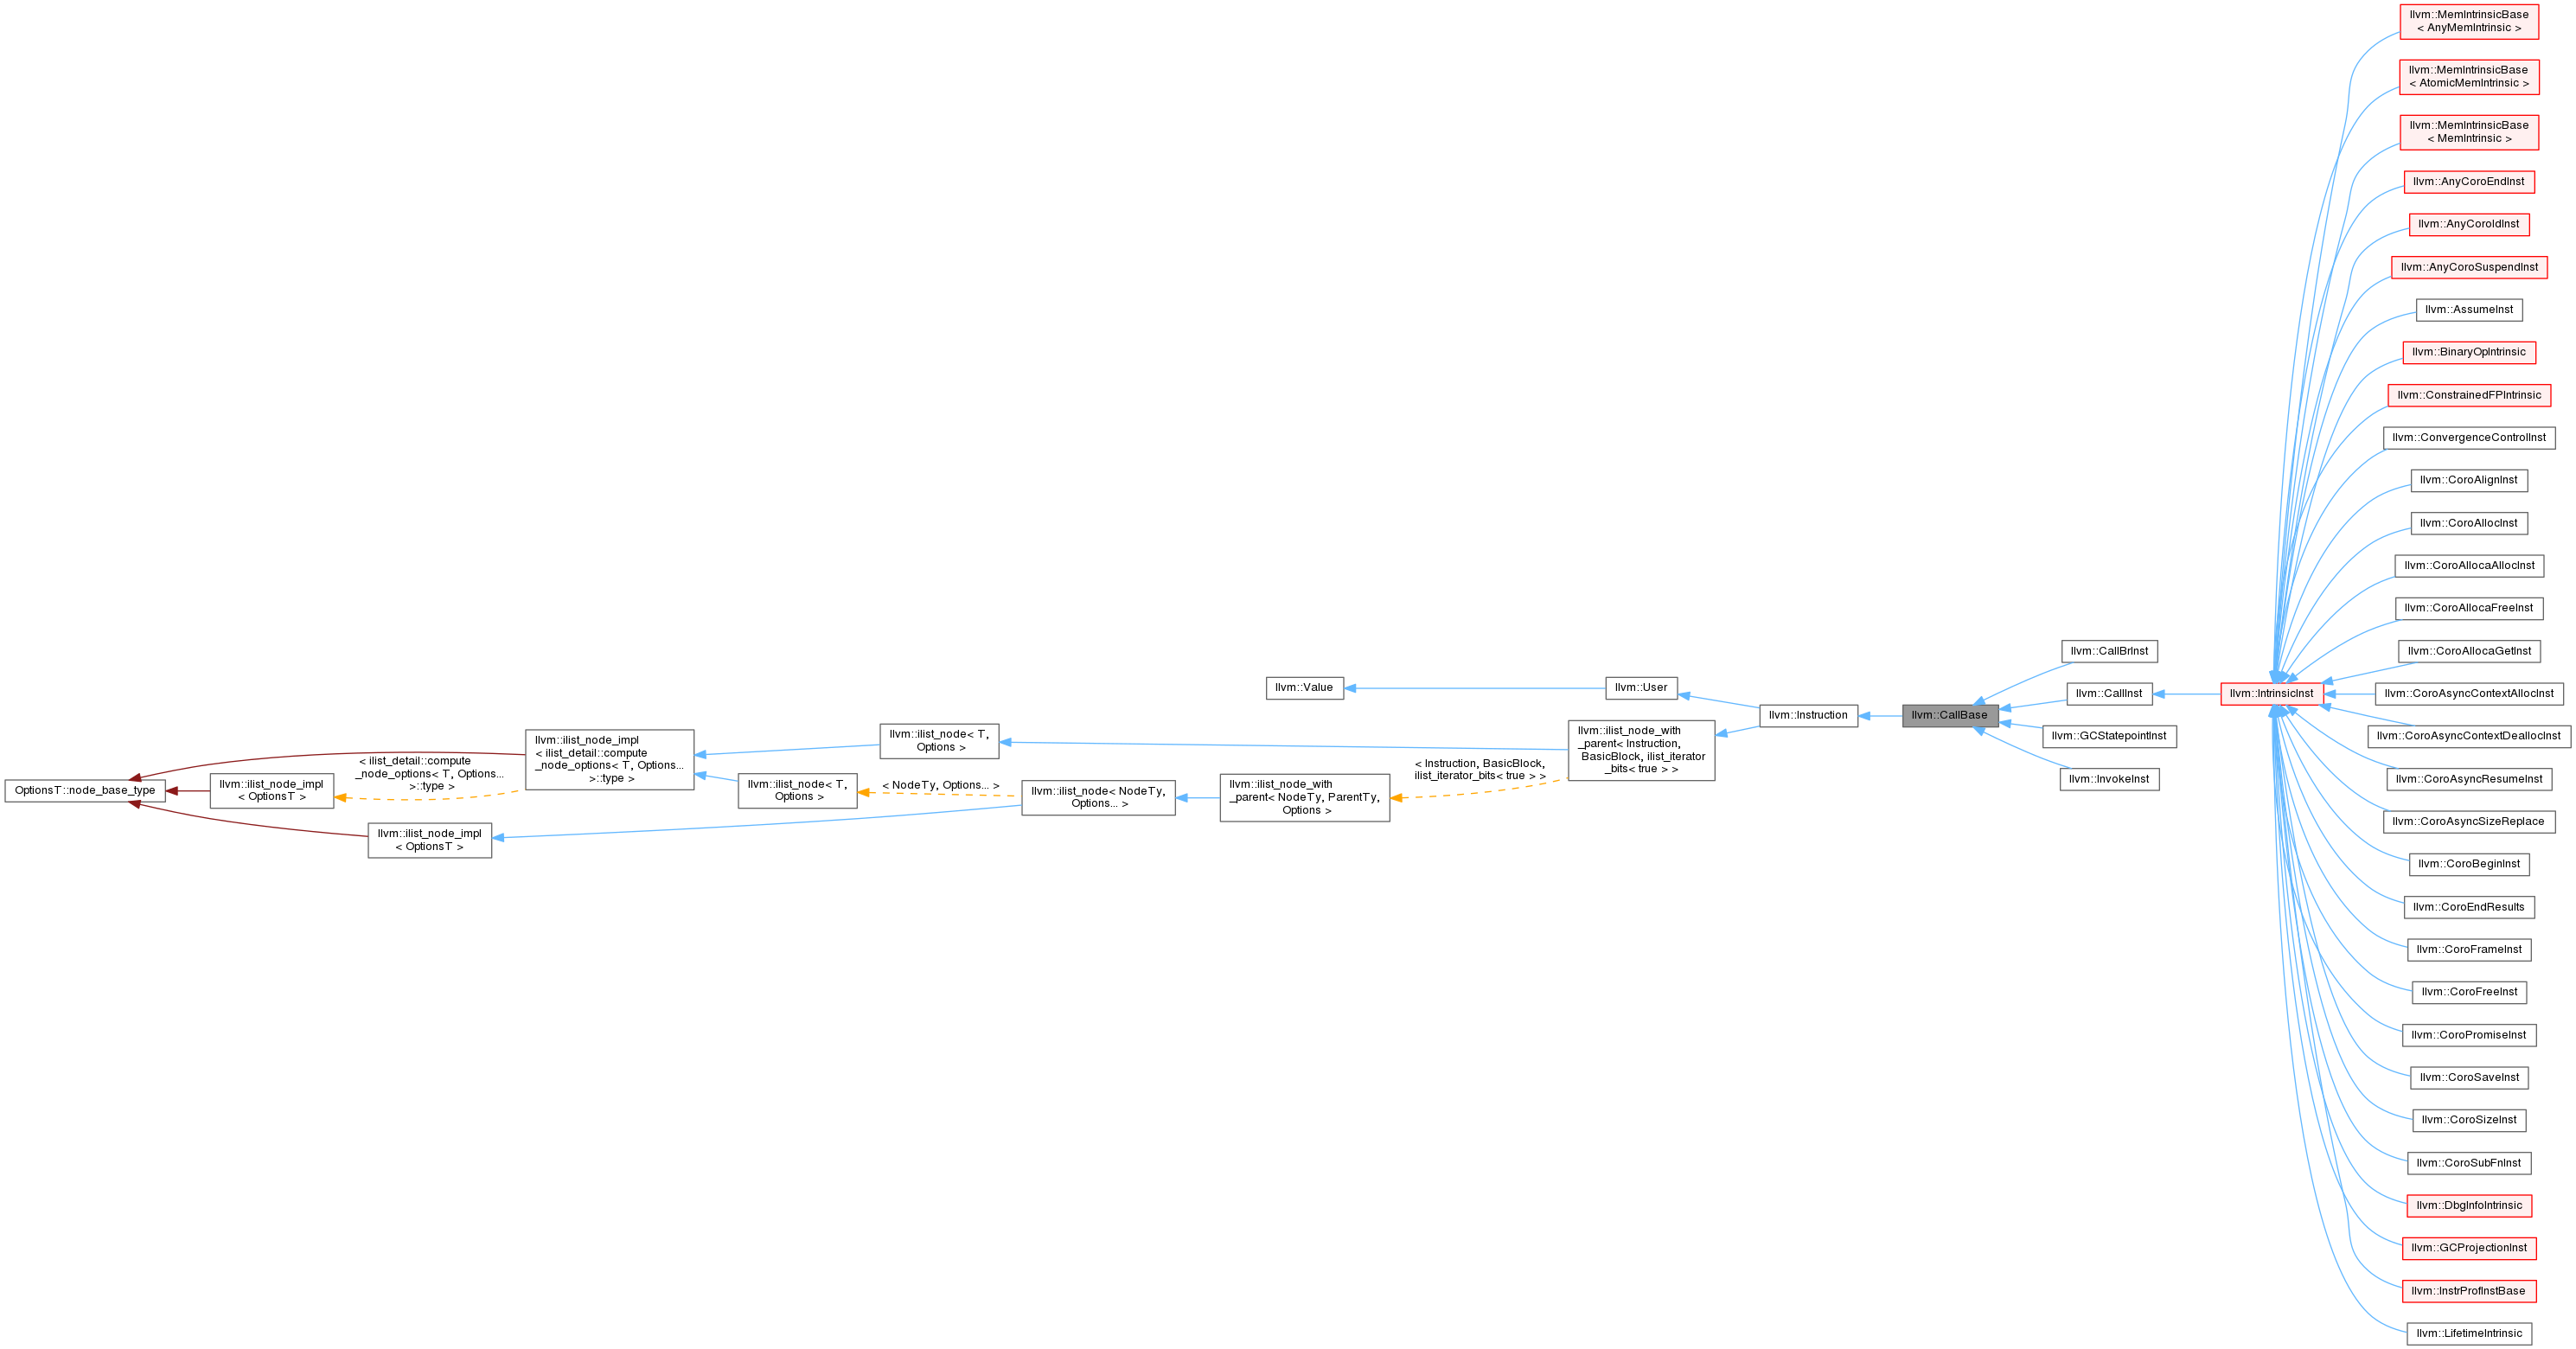 OptionsT::node_base_type
llvm::ilist_node_impl
< OptionsT >
< ilist_detail::compute
_node_options< T, Options...
>::type >
llvm::ilist_node_impl
< OptionsT >
llvm::ilist_node_impl
< ilist_detail::compute
_node_options< T, Options...
>::type >
llvm::ilist_node< T,
Options >
llvm::ilist_node< T,
Options >
< NodeTy, Options... >
llvm::ilist_node< NodeTy,
Options... >
llvm::ilist_node_with
_parent< NodeTy, ParentTy,
Options >
< Instruction, BasicBlock,
ilist_iterator_bits< true > >
llvm::Value
llvm::User
llvm::ilist_node_with
_parent< Instruction,
BasicBlock, ilist_iterator
_bits< true > >
llvm::Instruction
llvm::CallBase
llvm::CallBrInst
llvm::CallInst
llvm::GCStatepointInst
llvm::InvokeInst
llvm::IntrinsicInst
llvm::MemIntrinsicBase
< AnyMemIntrinsic >
llvm::MemIntrinsicBase
< AtomicMemIntrinsic >
llvm::MemIntrinsicBase
< MemIntrinsic >
llvm::AnyCoroEndInst
llvm::AnyCoroIdInst
llvm::AnyCoroSuspendInst
llvm::AssumeInst
llvm::BinaryOpIntrinsic
llvm::ConstrainedFPIntrinsic
llvm::ConvergenceControlInst
llvm::CoroAlignInst
llvm::CoroAllocInst
llvm::CoroAllocaAllocInst
llvm::CoroAllocaFreeInst
llvm::CoroAllocaGetInst
llvm::CoroAsyncContextAllocInst
llvm::CoroAsyncContextDeallocInst
llvm::CoroAsyncResumeInst
llvm::CoroAsyncSizeReplace
llvm::CoroBeginInst
llvm::CoroEndResults
llvm::CoroFrameInst
llvm::CoroFreeInst
llvm::CoroPromiseInst
llvm::CoroSaveInst
llvm::CoroSizeInst
llvm::CoroSubFnInst
llvm::DbgInfoIntrinsic
llvm::GCProjectionInst
llvm::InstrProfInstBase
llvm::LifetimeIntrinsic